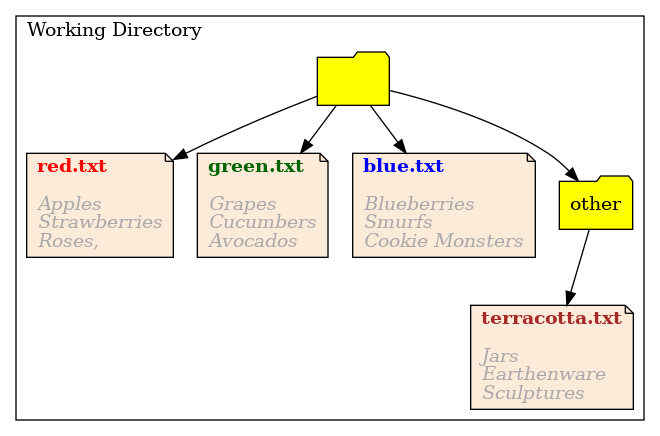 Working Directory
red.txt
Apples
Strawberries
Roses,
green.txt
Grapes
Cucumbers
Avocados
blue.txt
Blueberries
Smurfs
Cookie Monsters
other
terracotta.txt
Jars
Earthenware
Sculptures